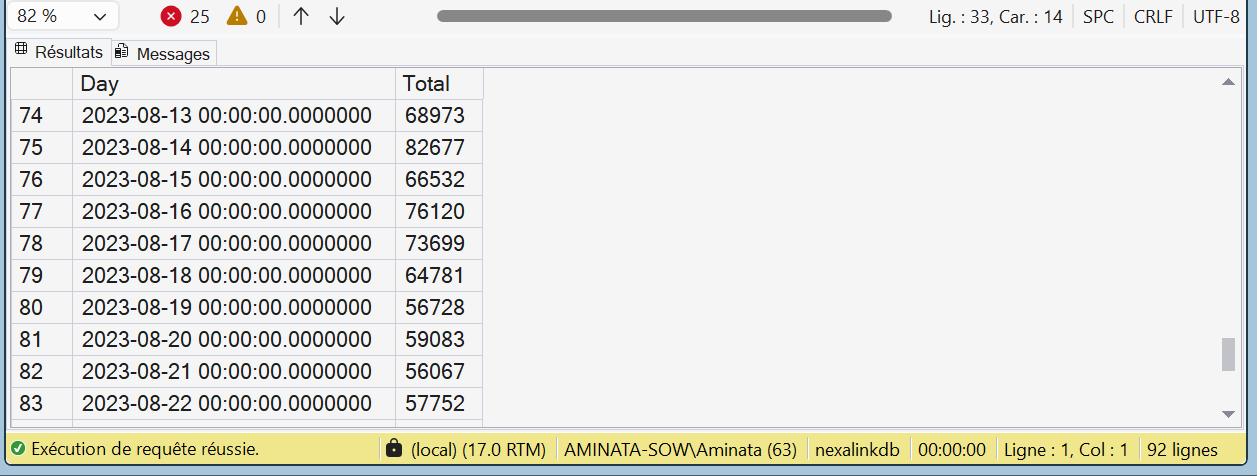 82 % 25 0 Lig. : 33, Car. : 14 SPC CRLF UTF-8
Résultats Messages
Day Total
74 2023-08-13 00:00:00.0000000 68973
75 2023-08-14 00:00:00.0000000 82677
76 2023-08-15 00:00:00.0000000 66532
77 2023-08-16 00:00:00.0000000 76120
78 2023-08-17 00:00:00.0000000 73699
79 2023-08-18 00:00:00.0000000 64781
80 2023-08-19 00:00:00.0000000 56728
81 2023-08-20 00:00:00.0000000 59083
82 2023-08-21 00:00:00.0000000 56067
83 2023-08-22 00:00:00.0000000 57752
Exécution de requête réussie. (local) (17.0 RTM) AMINATA-SOW\Aminata (63) nexalinkdb 00:00:00 Ligne : 1, Col : 1 92 lignes